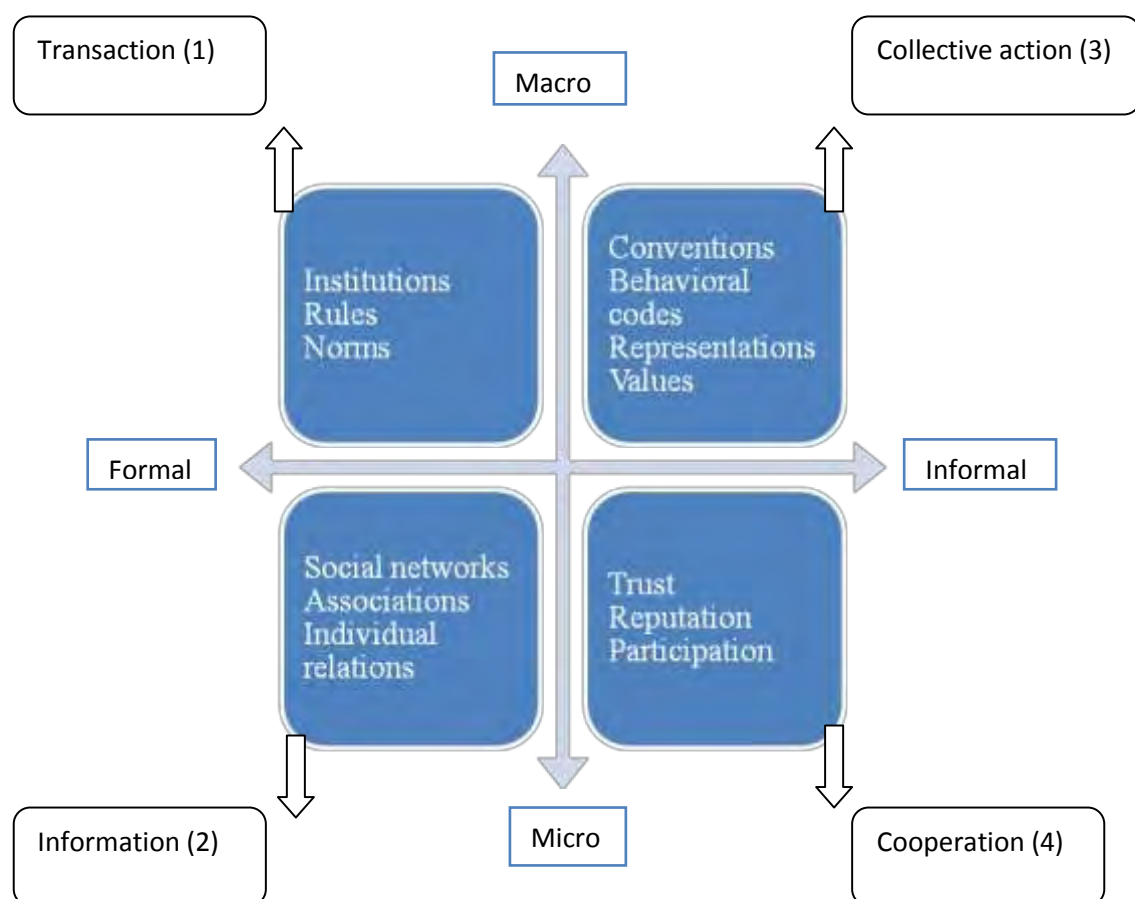 Transaction (1)
Collective action (3)
Macro
Institutions
Rules
Norms
Conventions
Behavioral
codes
Representations
Values
Formal
Informal
Social networks
Associations
Individual
relations
Trust
Reputation
Participation
Micro
Information (2)
Cooperation (4)